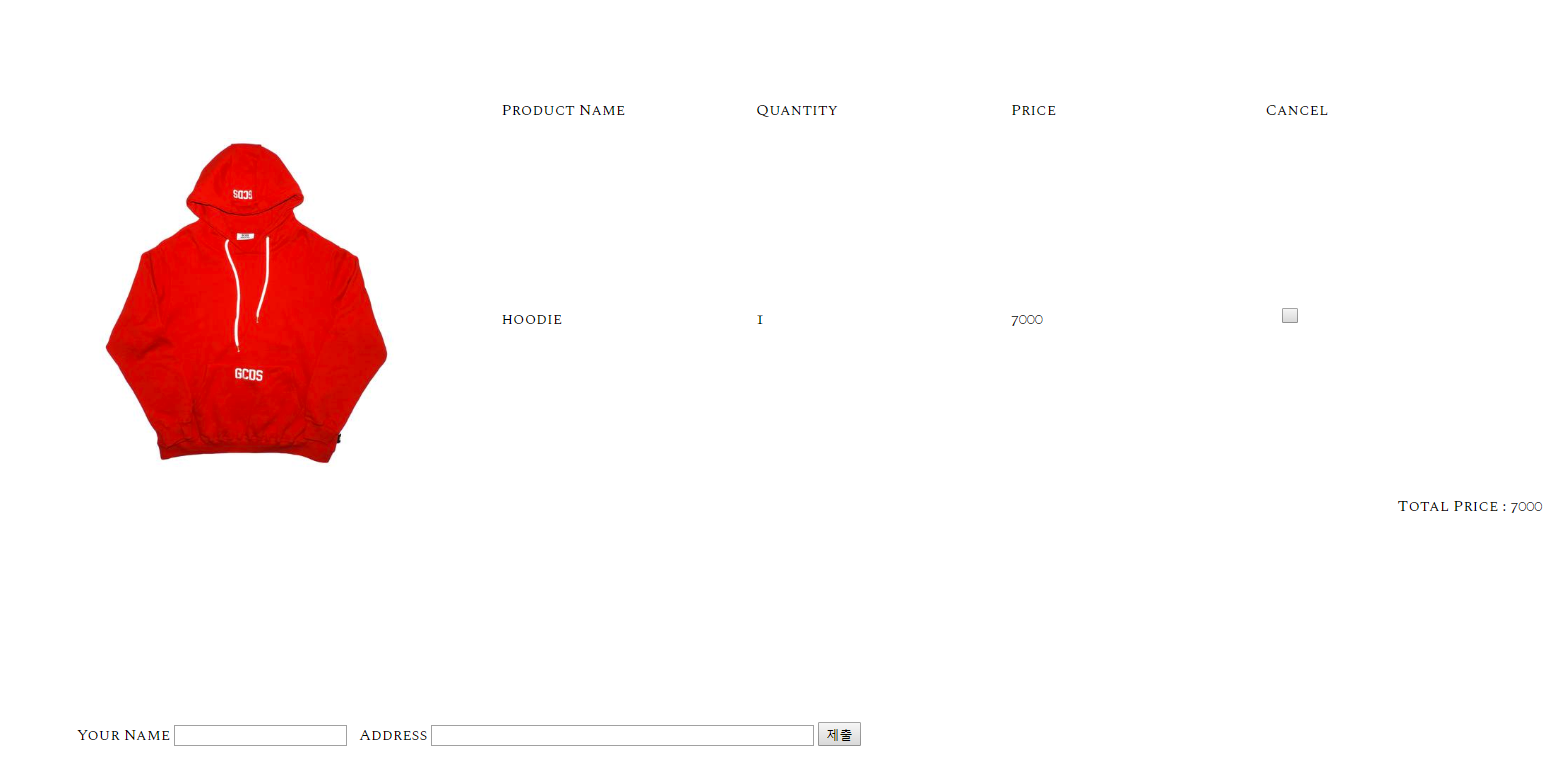 Product Name Quantity Price Cancel
GCDS
GCDS
hoodie 1 7000
Total Price : 7000
Your Name Address 제출